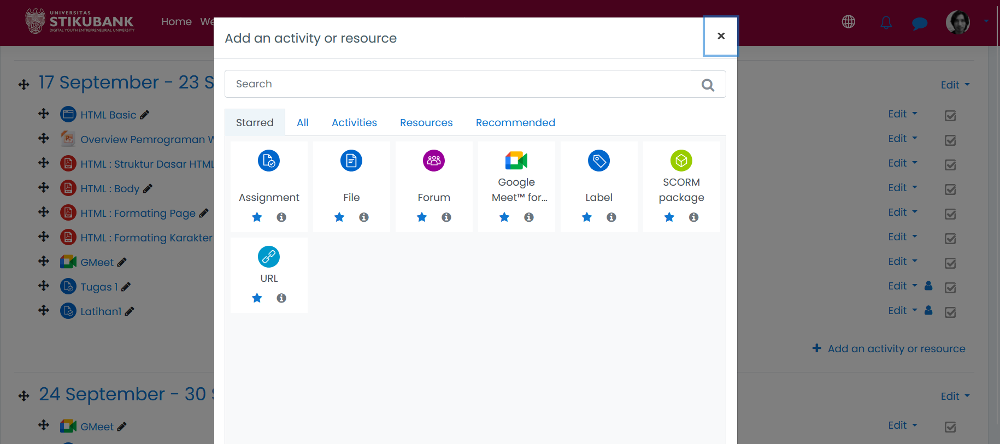 UNIVERSITAS
STIKUBANK
DIGITAL YOUTH ENTREPRENEURIAL UNIVERSITY
Home
Add an activity or resource
×
Search
Starred All Activities Resources Recommended
Assignment
File
Forum
Google
Meet™ for...
Label
SCORM
package
URL
17 September - 23 S
Edit
HTML Basic
Edit
Overview Pemrograman
Edit
HTML : Struktur Dasar HTML
Edit
HTML : Body
Edit
HTML : Formating Page
Edit
HTML : Formating Karakter
Edit
GMeet
Edit
Tugas 1
Edit
Latihan1
Edit
+ Add an activity or resource
24 September - 30
Edit
GMeet
Edit